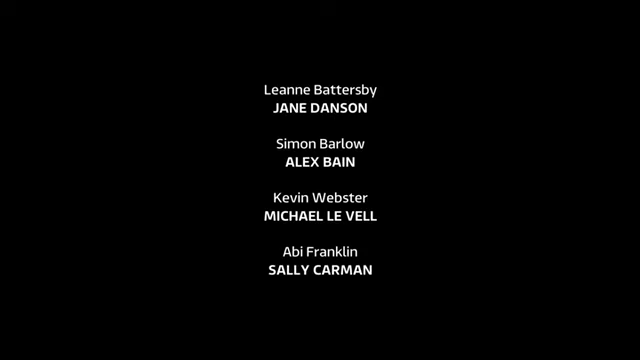 Leanne Battersby
JANE DANSON
Simon Barlow
ALEX BAIN
Kevin Webster
MICHAEL LE VELL
Abi Franklin
SALLY CARMAN